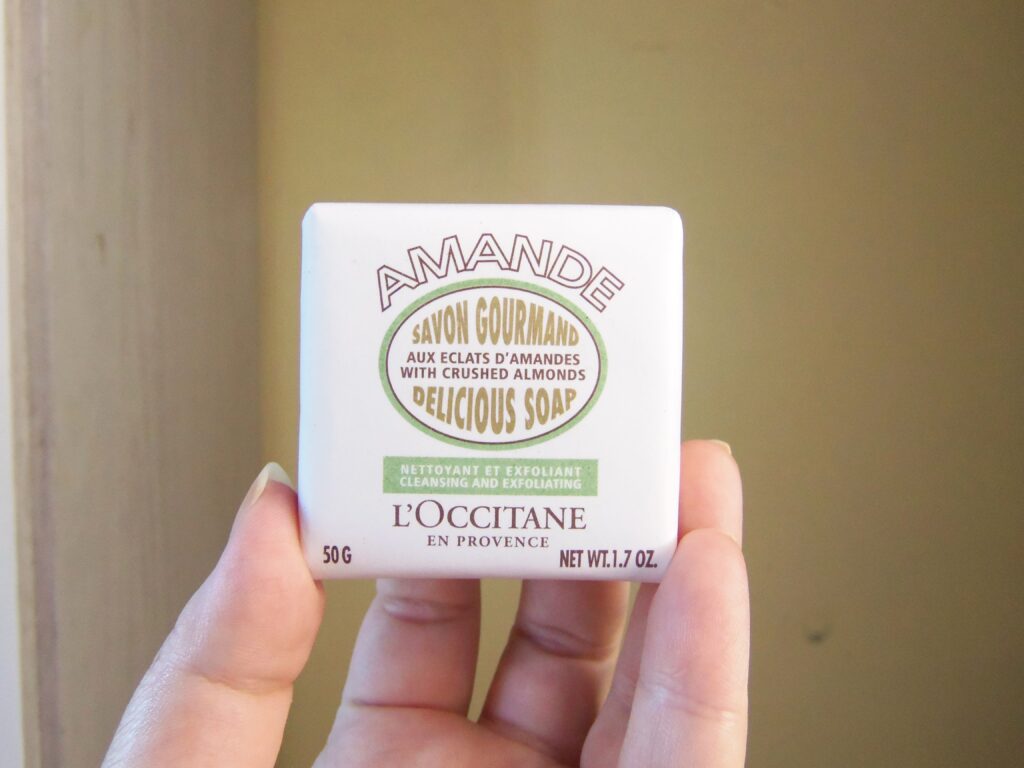 AMANDE
SAVON GOURMAND
AUX ECLATS D'AMANDES
WITH CRUSHED ALMONDS
DELICIOUS SOAP
NETTOYANT ET EXFOLIANT
CLEANSING AND EXFOLIATING
L'OCCITANE
EN PROVENCE
50 G NET WT.1.7 OZ.